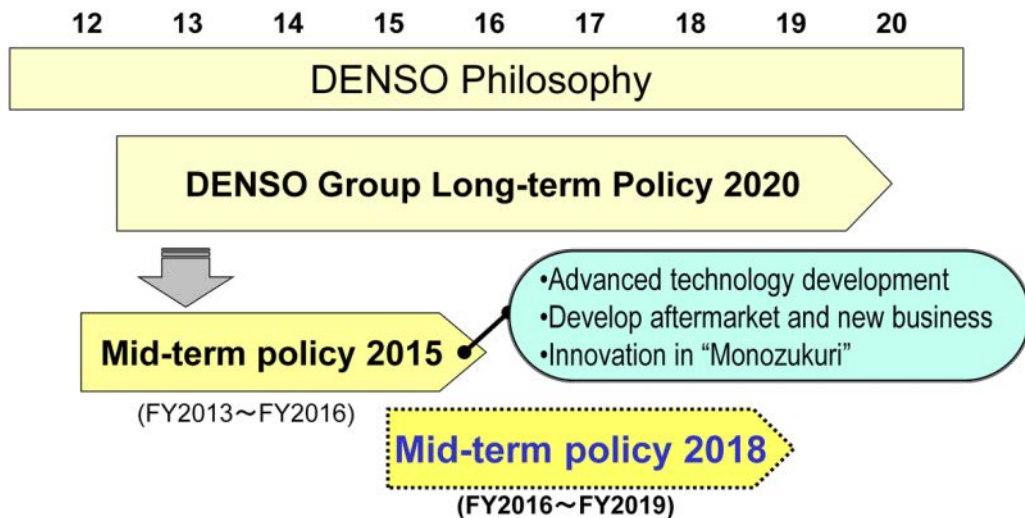 12 13 14 15 16 17 18 19 20
DENSO Philosophy
DENSO Group Long-term Policy 2020
•Advanced technology development
•Develop aftermarket and new business
•Innovation in “Monozukuri”
Mid-term policy 2015
(FY2013～FY2016)
Mid-term policy 2018
(FY2016～FY2019)